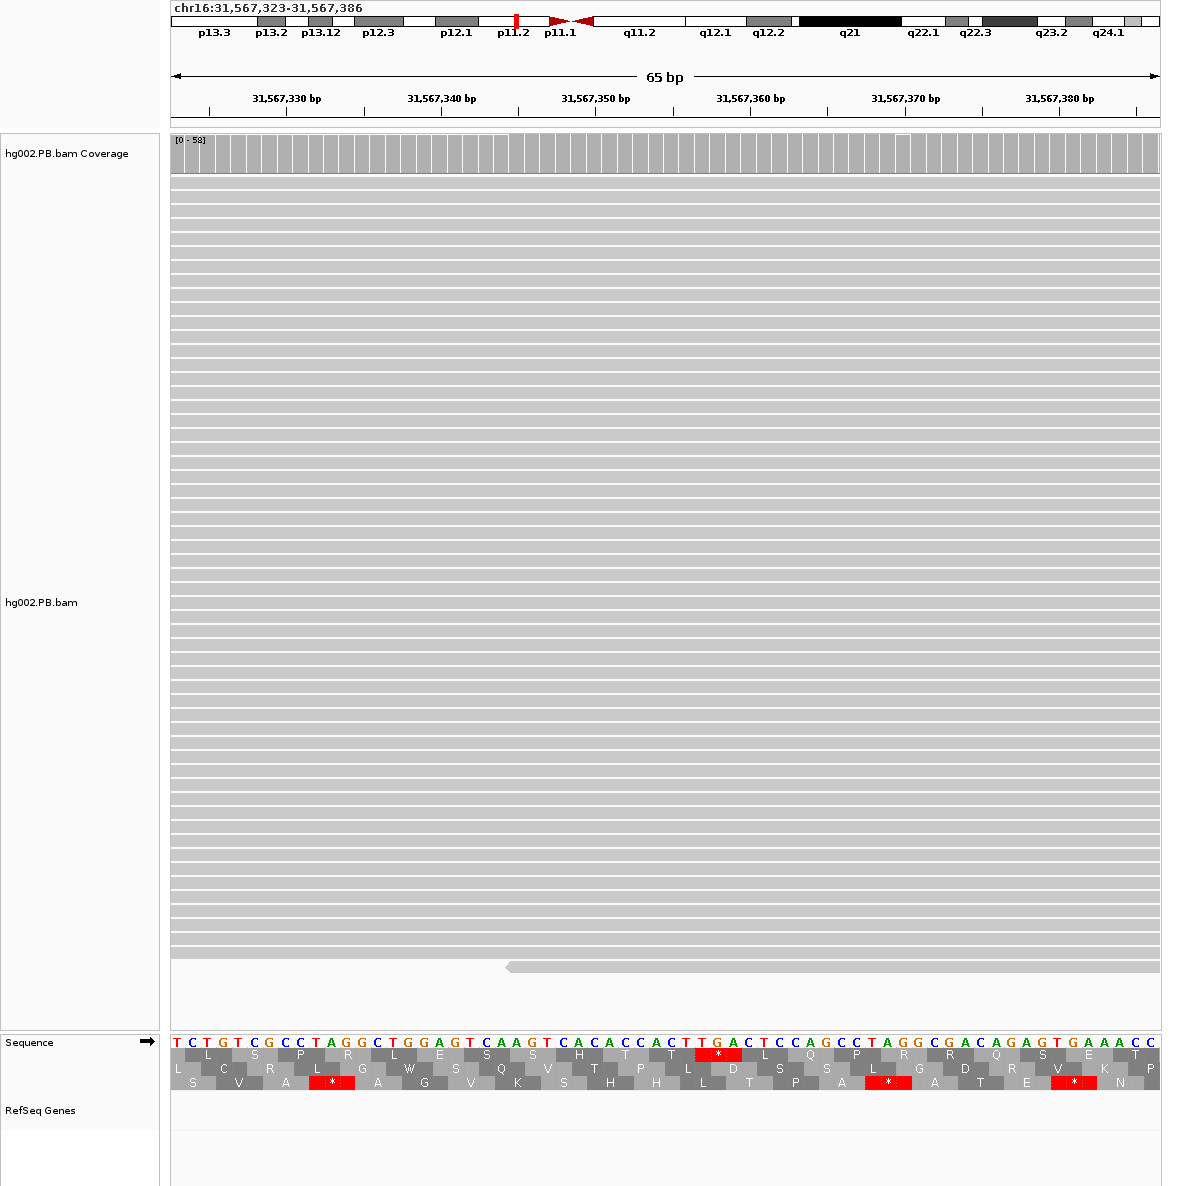 chr16:31,567,323-31,567,386
p13.3 p13.2 p13.12 p12.3 p12.1 p11.2 p11.1 q11.2 q12.1 q12.2 q21 q22.1 q22.3 q23.2 q24.1
65 bp
31,567,330 bp 31,567,340 bp 31,567,350 bp 31,567,360 bp 31,567,370 bp 31,567,380 bp
[0 - 58]
hg002.PB.bam Coverage
hg002.PB.bam
Sequence
T C T G T C G C C T A G G C T G G A G T C A A G T C A C A C C A C T T G A C T C C A G C C T A G G C G A C A G A G T G A A A C C
L S P R L E S S H T T * L Q P R R Q S E T
L C R L G W S Q V T P L D S S L G D R V K P
S V A * A G V K S H H L T P A * A T E * N
RefSeq Genes